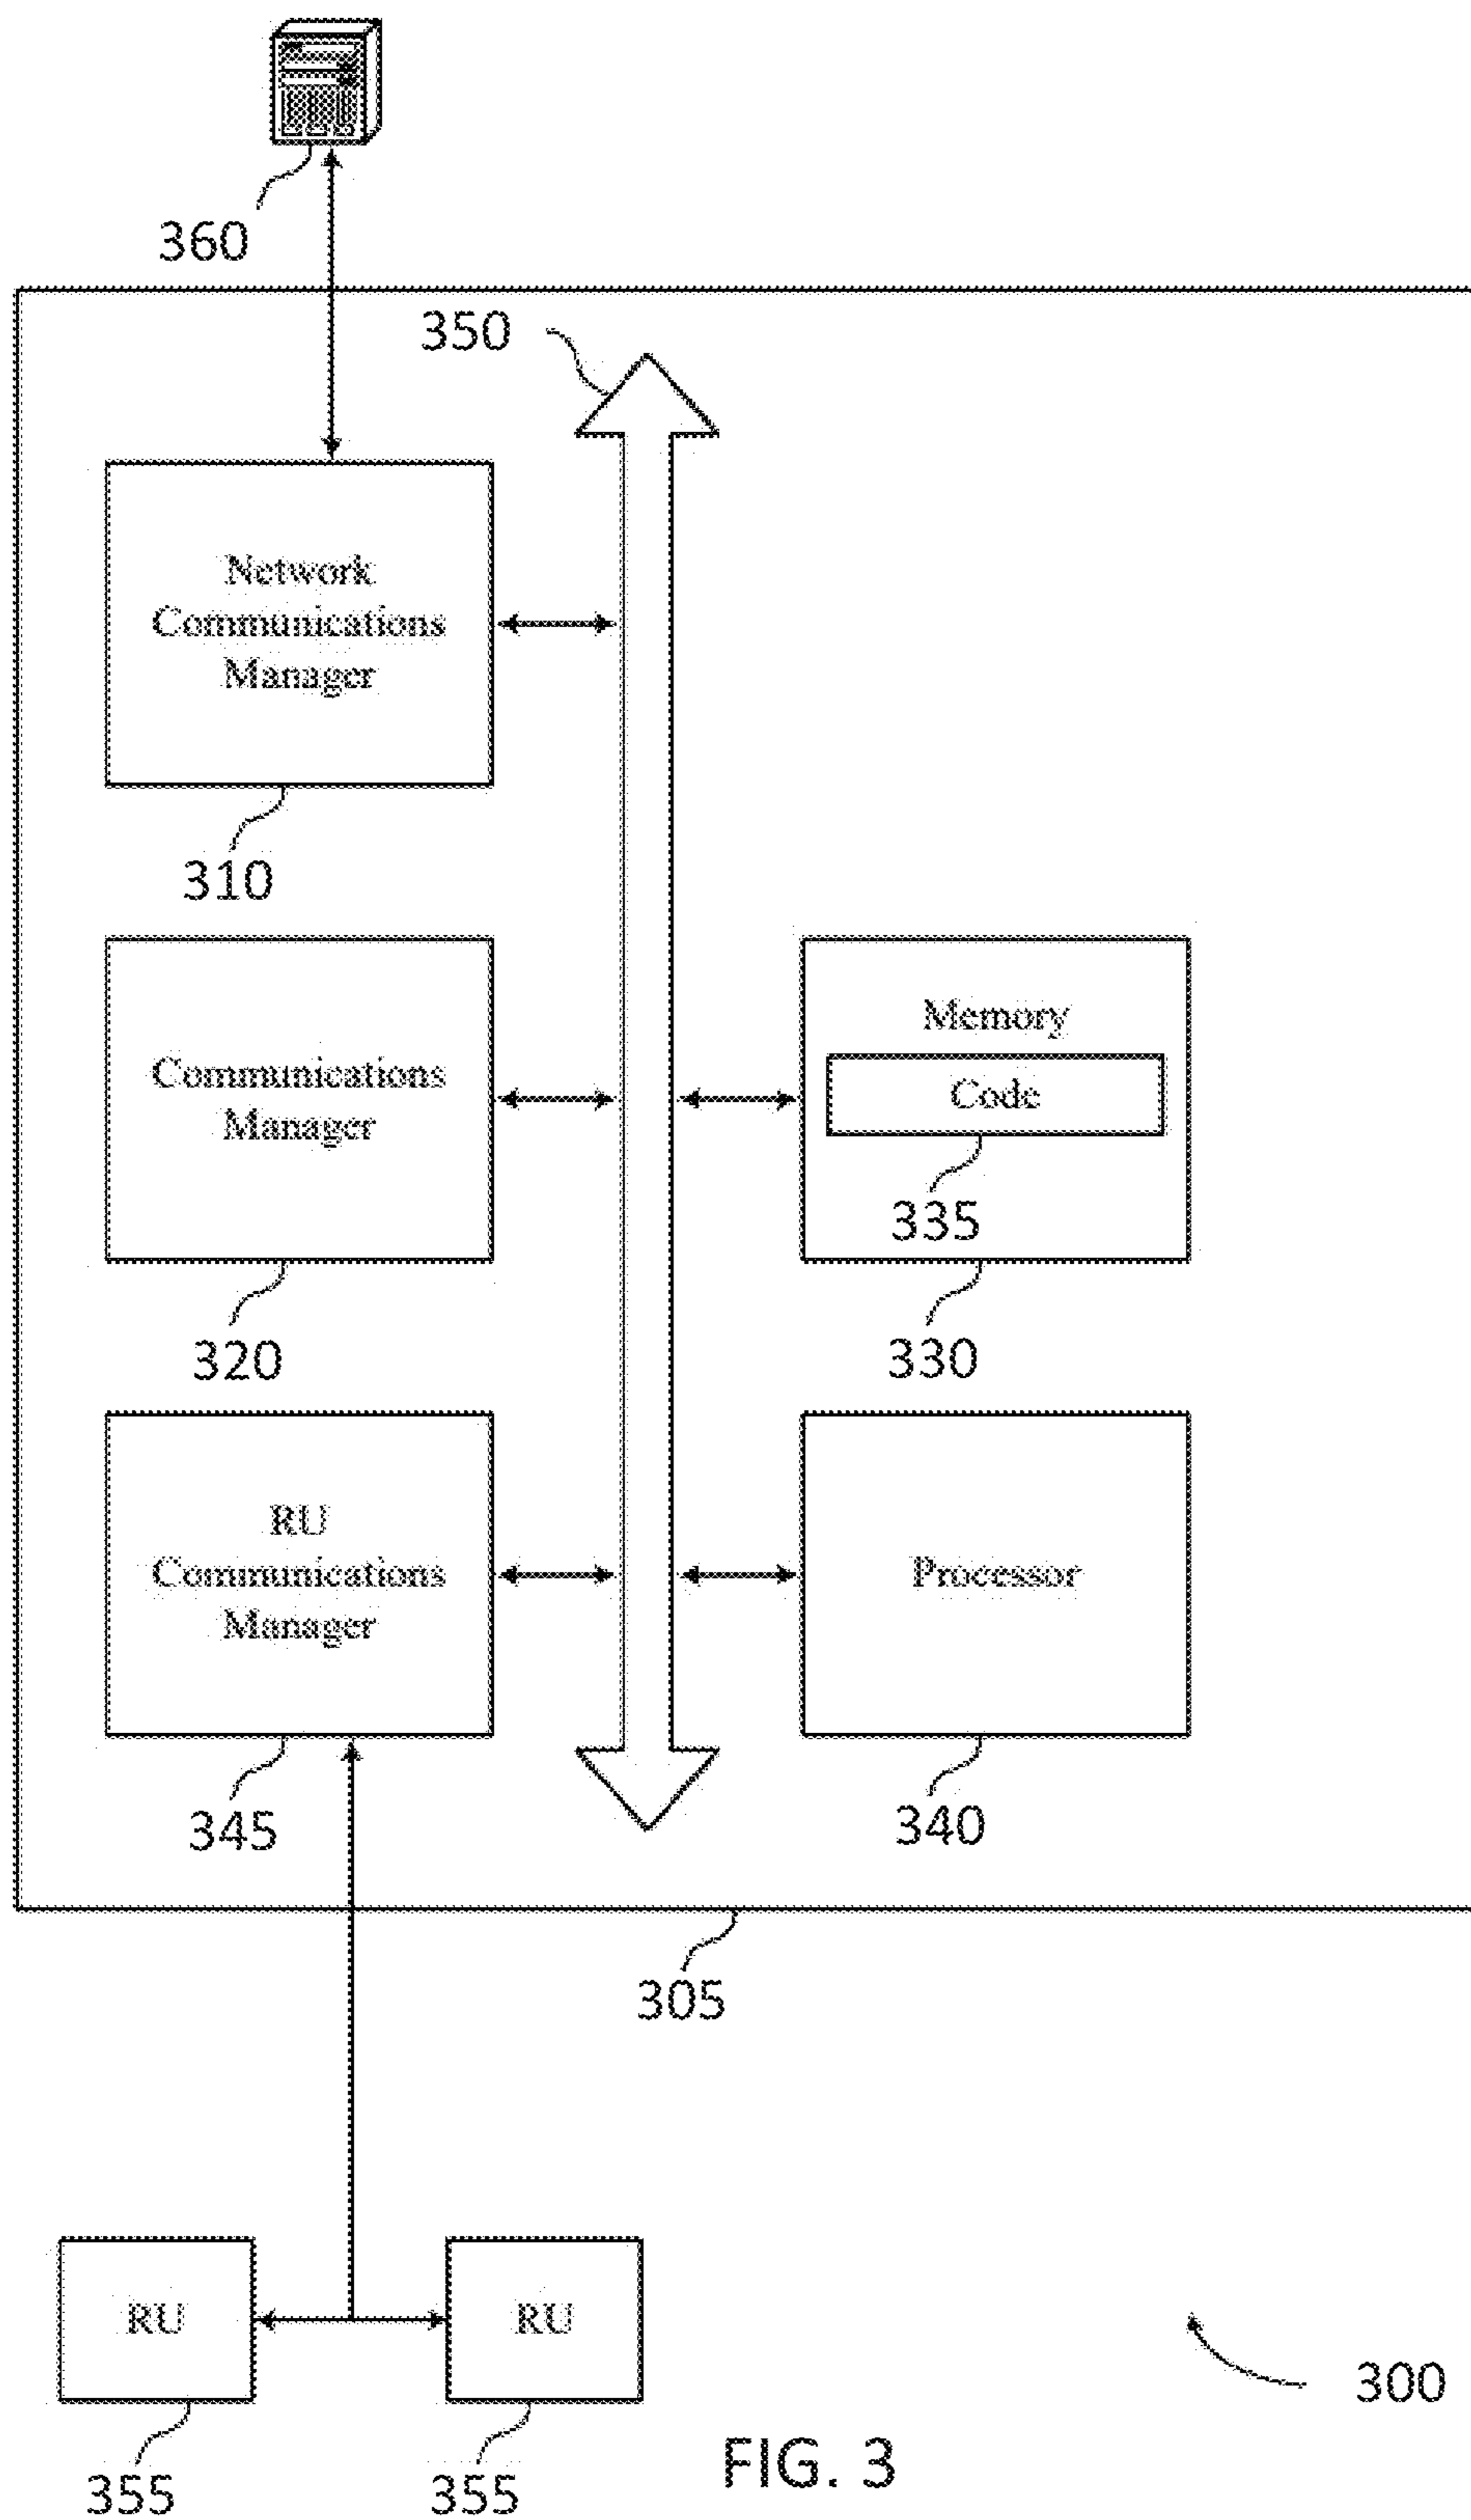 360
350
Network
Communications
Manager
310
Communications
Manager
320
Memory
Code
335
330
RU
Communications
Manager
345
Processor
340
305
RU
RU
355
355
300
FIG. 3